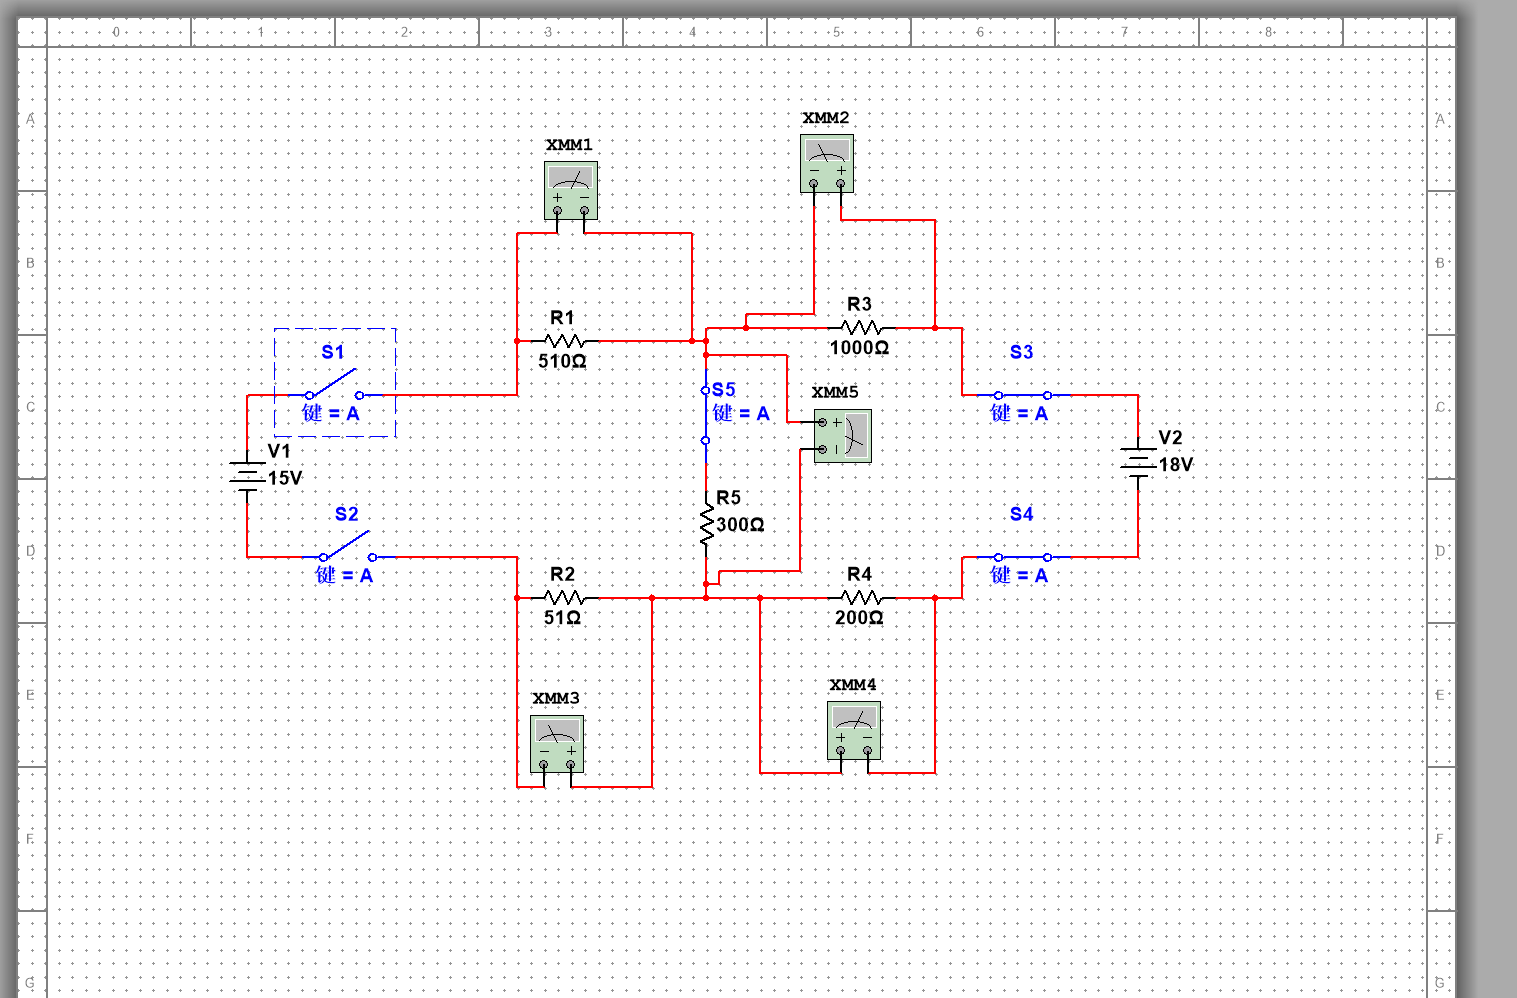 0 1 2 3 4 5 6 7 8
A A
B B
C C
D D
E E
F F
G G
XMM1
+ −
XMM2
− +
R1
510Ω
R3
1000Ω
S1
键 = A
S5
键 = A
XMM5
+
−
S3
键 = A
V1
15V
V2
18V
S2
键 = A
R5
300Ω
S4
键 = A
R2
51Ω
R4
200Ω
XMM3
− +
XMM4
+ −